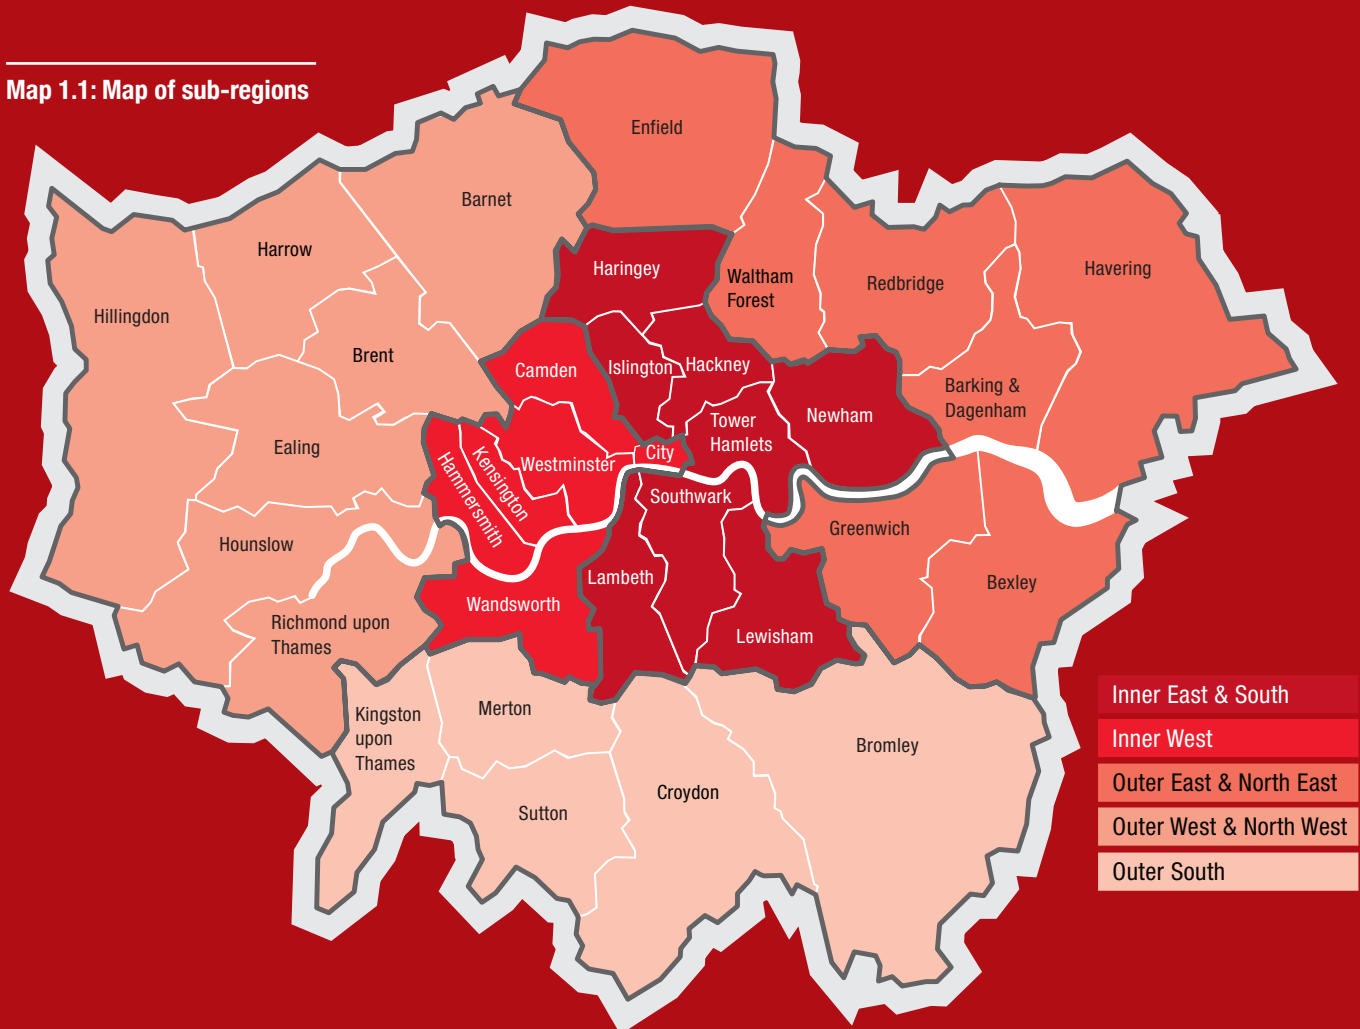 Map 1.1: Map of sub-regions
Enfield
Barnet
Harrow
Haringey
Waltham
Forest
Redbridge
Havering
Hillingdon
Brent
Camden
Islington
Hackney
Barking &
Dagenham
Newham
Tower
Hamlets
Ealing
City
Westminster
Kensington
Hammersmith
Southwark
Hounslow
Greenwich
Lambeth
Bexley
Wandsworth
Richmond upon
Thames
Lewisham
Kingston
upon
Thames
Merton
Bromley
Sutton
Croydon
Inner East & South
Inner West
Outer East & North East
Outer West & North West
Outer South